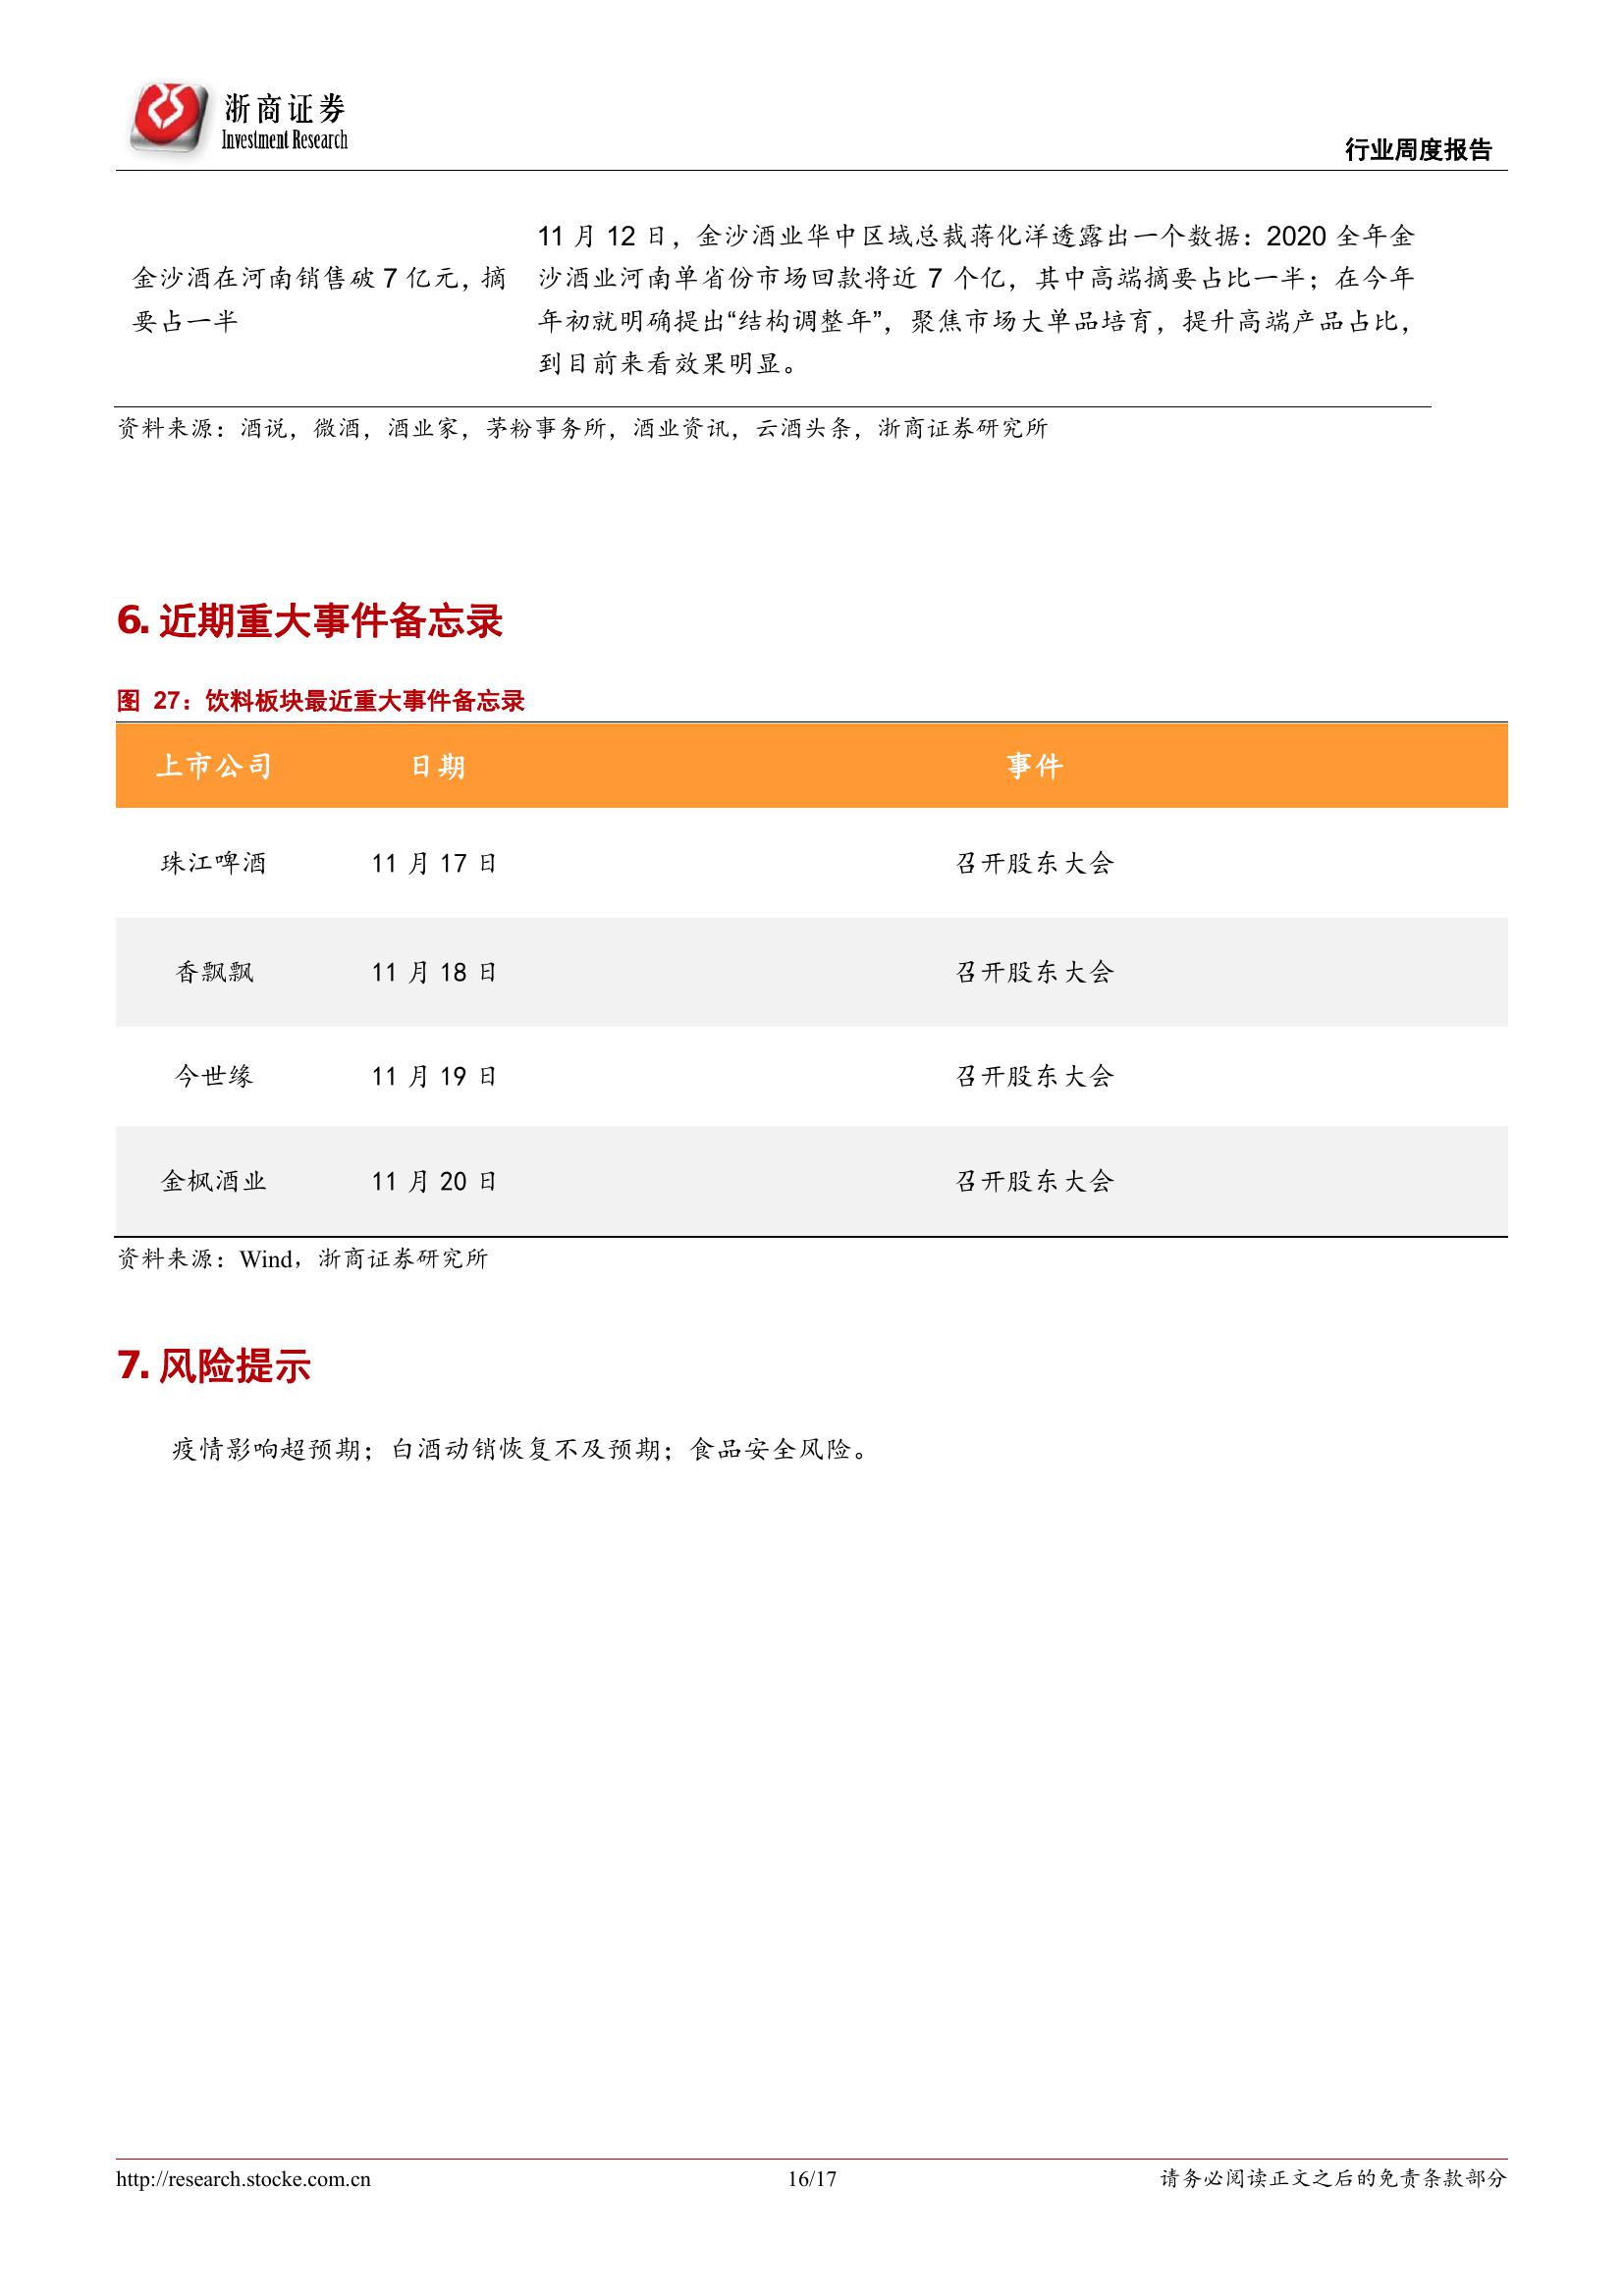 浙商证券
Investment Research
行业周度报告
金沙酒在河南销售破 7 亿元，摘
要占一半
11 月 12 日，金沙酒业华中区域总裁蒋化洋透露出一个数据：2020 全年金
沙酒业河南单省份市场回款将近 7 个亿，其中高端摘要占比一半；在今年
年初就明确提出“结构调整年”，聚焦市场大单品培育，提升高端产品占比，
到目前来看效果明显。
资料来源：酒说，微酒，酒业家，茅粉事务所，酒业资讯，云酒头条，浙商证券研究所
6. 近期重大事件备忘录
图 27：饮料板块最近重大事件备忘录
上市公司 日期 事件
珠江啤酒 11 月 17 日 召开股东大会
香飘飘 11 月 18 日 召开股东大会
今世缘 11 月 19 日 召开股东大会
金枫酒业 11 月 20 日 召开股东大会
资料来源：Wind，浙商证券研究所
7. 风险提示
疫情影响超预期；白酒动销恢复不及预期；食品安全风险。
http://research.stocke.com.cn 16/17 请务必阅读正文之后的免责条款部分